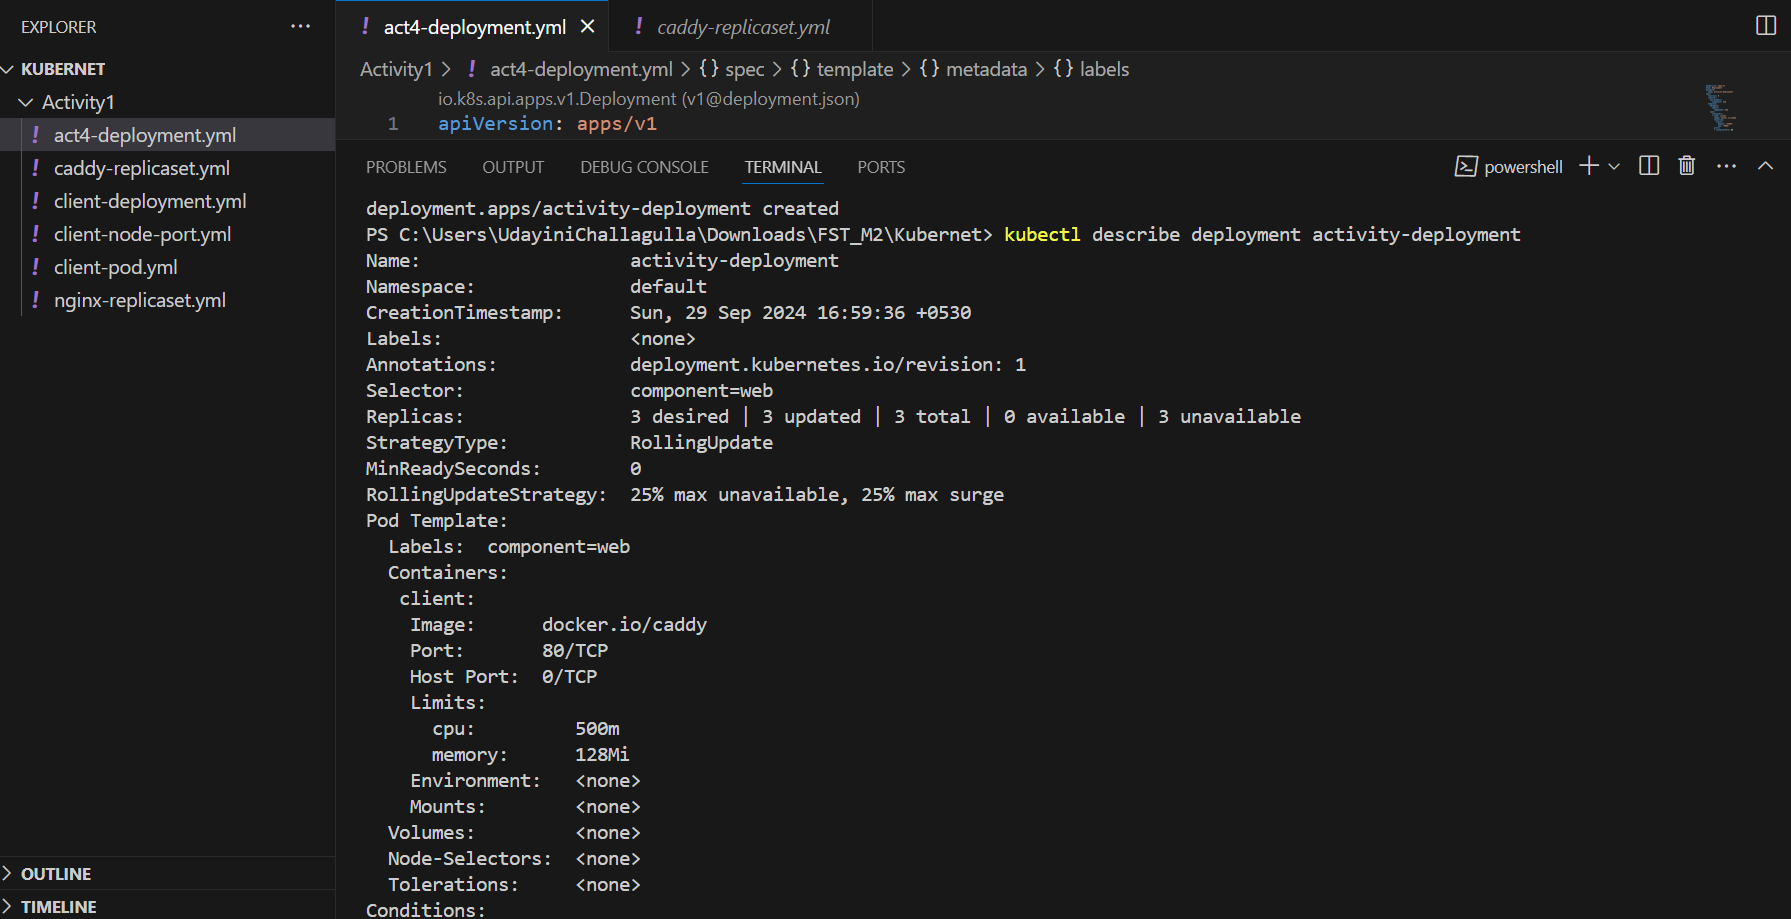 EXPLORER
KUBERNET
Activity1
! act4-deployment.yml
! caddy-replicaset.yml
! client-deployment.yml
! client-node-port.yml
! client-pod.yml
! nginx-replicaset.yml
OUTLINE
TIMELINE
! act4-deployment.yml
! caddy-replicaset.yml
Activity1 > ! act4-deployment.yml > {} spec > {} template > {} metadata > {} labels
io.k8s.api.apps.v1.Deployment (v1@deployment.json)
1 apiVersion: apps/v1
PROBLEMS OUTPUT DEBUG CONSOLE TERMINAL PORTS powershell
deployment.apps/activity-deployment created
PS C:\Users\UdayiniChallagulla\Downloads\FST_M2\Kubernet> kubectl describe deployment activity-deployment
Name: activity-deployment
Namespace: default
CreationTimestamp: Sun, 29 Sep 2024 16:59:36 +0530
Labels: <none>
Annotations: deployment.kubernetes.io/revision: 1
Selector: component=web
Replicas: 3 desired | 3 updated | 3 total | 0 available | 3 unavailable
StrategyType: RollingUpdate
MinReadySeconds: 0
RollingUpdateStrategy: 25% max unavailable, 25% max surge
Pod Template:
Labels: component=web
Containers:
client:
Image: docker.io/caddy
Port: 80/TCP
Host Port: 0/TCP
Limits:
cpu: 500m
memory: 128Mi
Environment: <none>
Mounts: <none>
Volumes: <none>
Node-Selectors: <none>
Tolerations: <none>
Conditions: